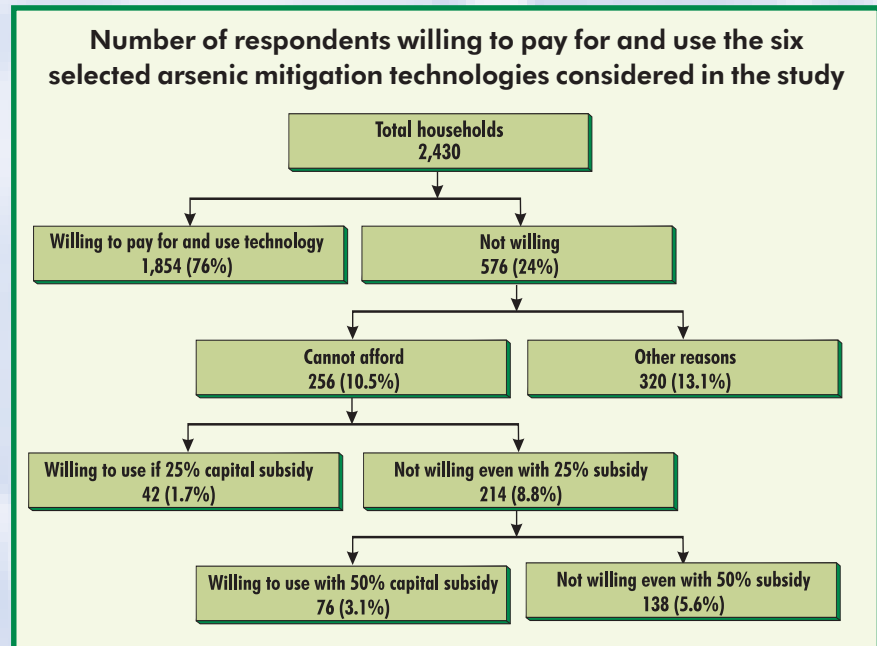 Number of respondents willing to pay for and use the six
selected arsenic mitigation technologies considered in the study
Total households
2,430
Willing to pay for and use technology
1,854 (76%)
Not willing
576 (24%)
Cannot afford
256 (10.5%)
Other reasons
320 (13.1%)
Willing to use if 25% capital subsidy
42 (1.7%)
Not willing even with 25% subsidy
214 (8.8%)
Willing to use with 50% capital subsidy
76 (3.1%)
Not willing even with 50% subsidy
138 (5.6%)